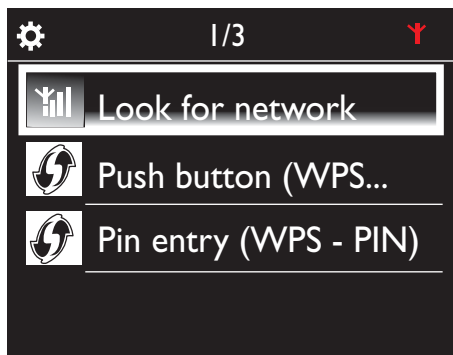 1/3
Look for network
Push button (WPS...
Pin entry (WPS - PIN)